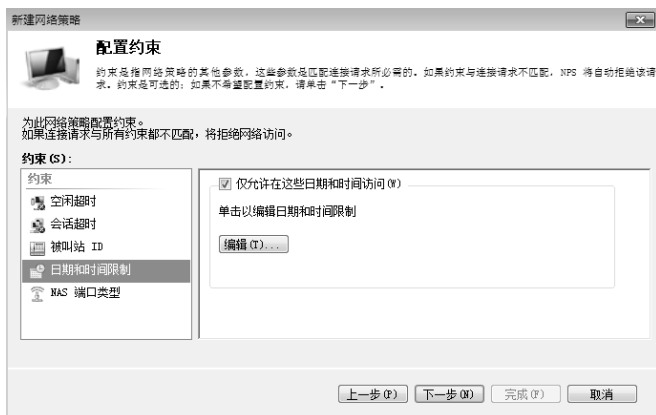 新建网络策略
配置约束
约束是指网络策略的其他参数，这些参数是匹配连接请求所必需的。如果约束与连接请求不匹配，NPS 将自动拒绝该请
求。约束是可选的；如果不希望配置约束，请单击“下一步”。
为此网络策略配置约束。
如果连接请求与所有约束都不匹配，将拒绝网络访问。
约束(S):
约束
空闲超时
会话超时
被叫站 ID
日期和时间限制
NAS 端口类型
仅允许在这些日期和时间访问(W)
单击以编辑日期和时间限制
编辑(T)...
上一步(P)
下一步(N)
完成(F)
取消